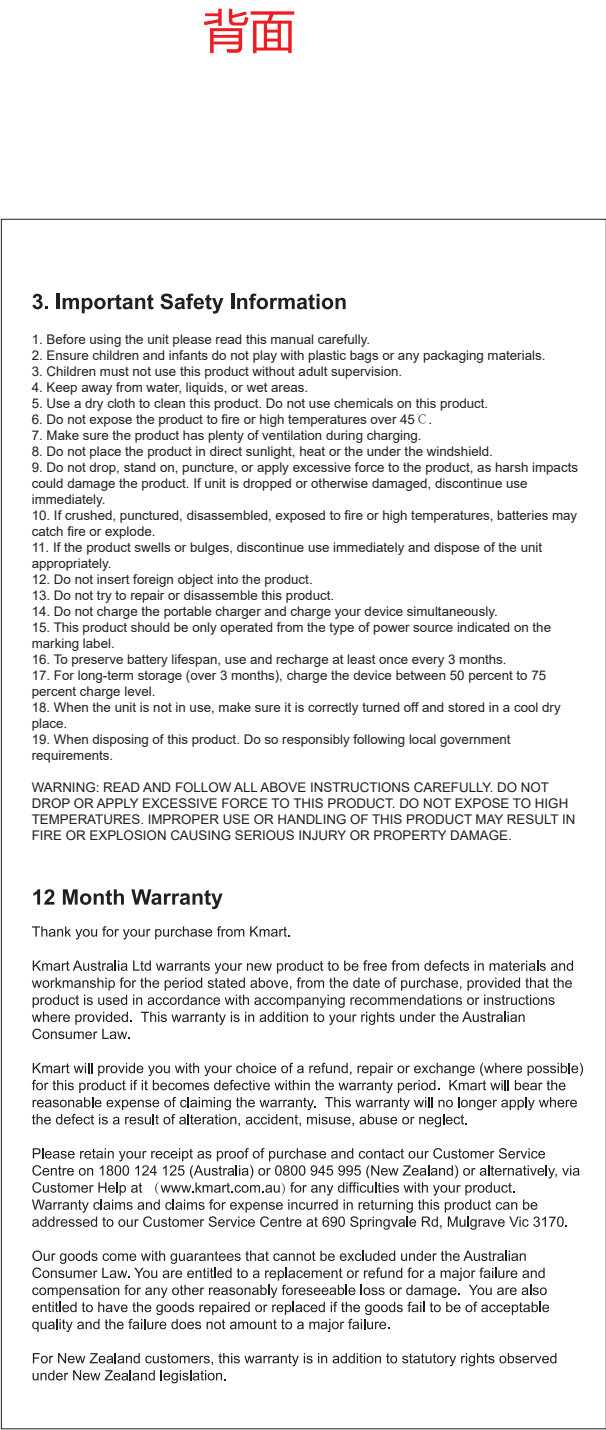 背面
3. Important Safety Information
1. Before using the unit please read this manual carefully.
2. Ensure children and infants do not play with plastic bags or any packaging materials.
3. Children must not use this product without adult supervision.
4. Keep away from water, liquids, or wet areas.
5. Use a dry cloth to clean this product. Do not use chemicals on this product.
6. Do not expose the product to fire or high temperatures over 45℃.
7. Make sure the product has plenty of ventilation during charging.
8. Do not place the product in direct sunlight, heat or the under the windshield.
9. Do not drop, stand on, puncture, or apply excessive force to the product, as harsh impacts
could damage the product. If unit is dropped or otherwise damaged, discontinue use
immediately.
10. If crushed, punctured, disassembled, exposed to fire or high temperatures, batteries may
catch fire or explode.
11. If the product swells or bulges, discontinue use immediately and dispose of the unit
appropriately.
12. Do not insert foreign object into the product.
13. Do not try to repair or disassemble this product.
14. Do not charge the portable charger and charge your device simultaneously.
15. This product should be only operated from the type of power source indicated on the
marking label.
16. To preserve battery lifespan, use and recharge at least once every 3 months.
17. For long-term storage (over 3 months), charge the device between 50 percent to 75
percent charge level.
18. When the unit is not in use, make sure it is correctly turned off and stored in a cool dry
place.
19. When disposing of this product. Do so responsibly following local government
requirements.
WARNING: READ AND FOLLOW ALL ABOVE INSTRUCTIONS CAREFULLY. DO NOT
DROP OR APPLY EXCESSIVE FORCE TO THIS PRODUCT. DO NOT EXPOSE TO HIGH
TEMPERATURES. IMPROPER USE OR HANDLING OF THIS PRODUCT MAY RESULT IN
FIRE OR EXPLOSION CAUSING SERIOUS INJURY OR PROPERTY DAMAGE.
12 Month Warranty
Thank you for your purchase from Kmart.
Kmart Australia Ltd warrants your new product to be free from defects in materials and
workmanship for the period stated above, from the date of purchase, provided that the
product is used in accordance with accompanying recommendations or instructions
where provided. This warranty is in addition to your rights under the Australian
Consumer Law.
Kmart will provide you with your choice of a refund, repair or exchange (where possible)
for this product if it becomes defective within the warranty period. Kmart will bear the
reasonable expense of claiming the warranty. This warranty will no longer apply where
the defect is a result of alteration, accident, misuse, abuse or neglect.
Please retain your receipt as proof of purchase and contact our Customer Service
Centre on 1800 124 125 (Australia) or 0800 945 995 (New Zealand) or alternatively, via
Customer Help at （www.kmart.com.au) for any difficulties with your product.
Warranty claims and claims for expense incurred in returning this product can be
addressed to our Customer Service Centre at 690 Springvale Rd, Mulgrave Vic 3170.
Our goods come with guarantees that cannot be excluded under the Australian
Consumer Law. You are entitled to a replacement or refund for a major failure and
compensation for any other reasonably foreseeable loss or damage. You are also
entitled to have the goods repaired or replaced if the goods fail to be of acceptable
quality and the failure does not amount to a major failure.
For New Zealand customers, this warranty is in addition to statutory rights observed
under New Zealand legislation.